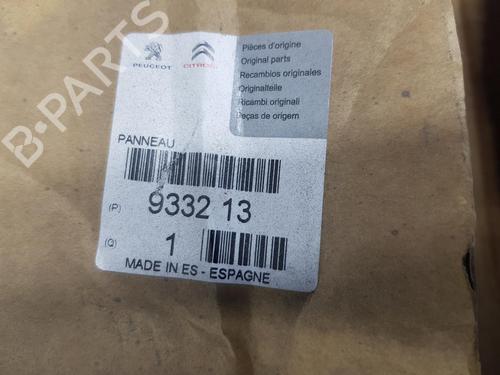 PEUGEOT
CITROËN
Pièces d'origine
Original parts
Recambios originales
Originalteile
Ricambi originali
Peças de origem
PANNEAU
(P) 9332 13
(Q) 1
MADE IN ES - ESPAGNE
B-PARTS